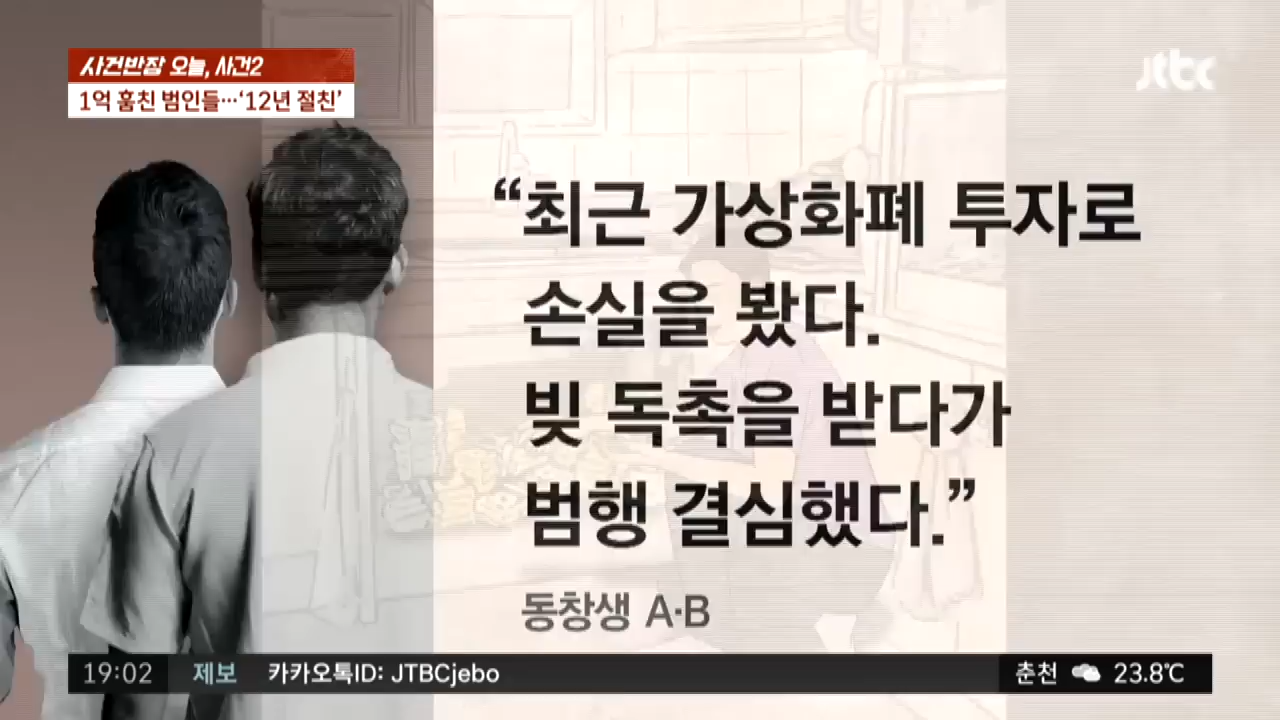 사건반장 오늘, 사건2
1억 훔친 범인들…‘12년 절친’
jtbc
“최근 가상화폐 투자로
손실을 봤다.
빚 독촉을 받다가
범행 결심했다.”
동창생 A·B
19:02 제보 카카오톡ID: JTBCjebo 춘천 23.8℃